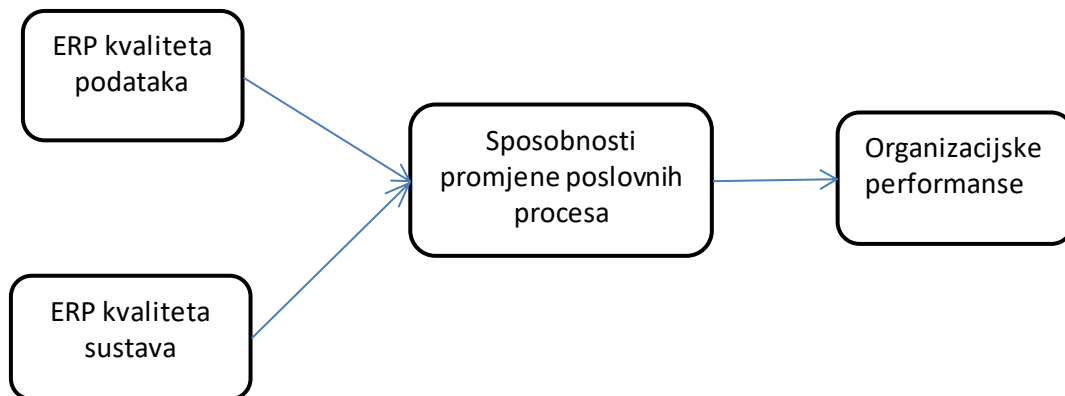 ERP kvaliteta
podataka
Sposobnosti
promjene poslovnih
procesa
Organizacijske
performanse
ERP kvaliteta
sustava